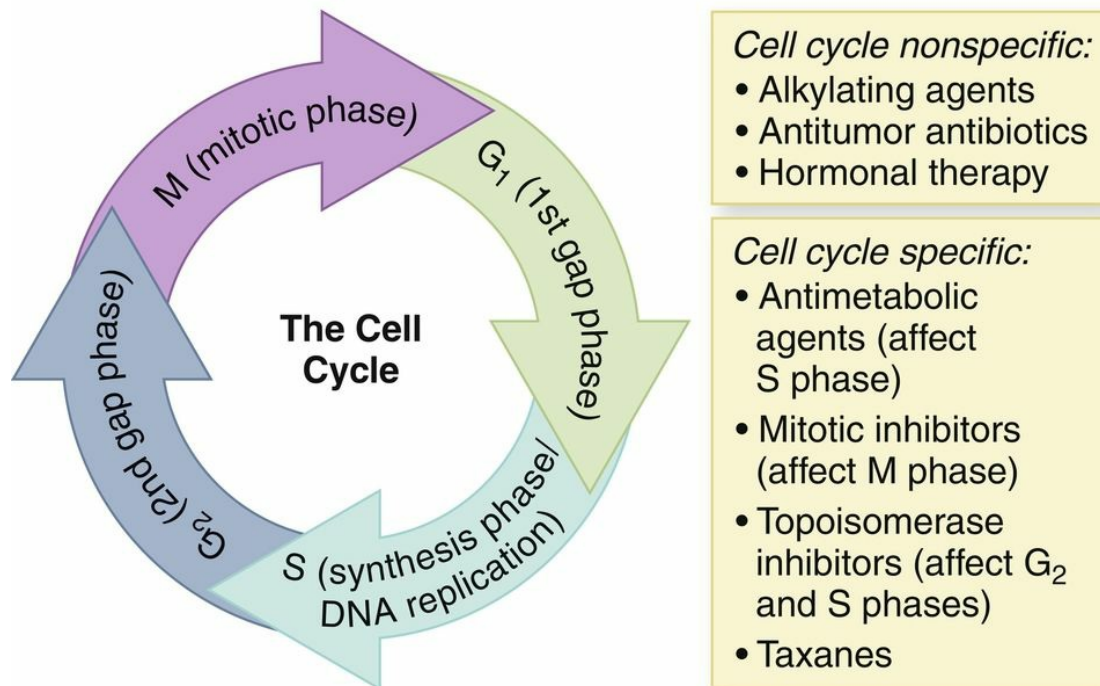 M (mitotic phase)
G₁ (1st gap phase)
S (synthesis phase/
DNA replication)
G₂ (2nd gap phase)
The Cell
Cycle
Cell cycle nonspecific:
• Alkylating agents
• Antitumor antibiotics
• Hormonal therapy
Cell cycle specific:
• Antimetabolic
agents (affect
S phase)
• Mitotic inhibitors
(affect M phase)
• Topoisomerase
inhibitors (affect G₂
and S phases)
• Taxanes